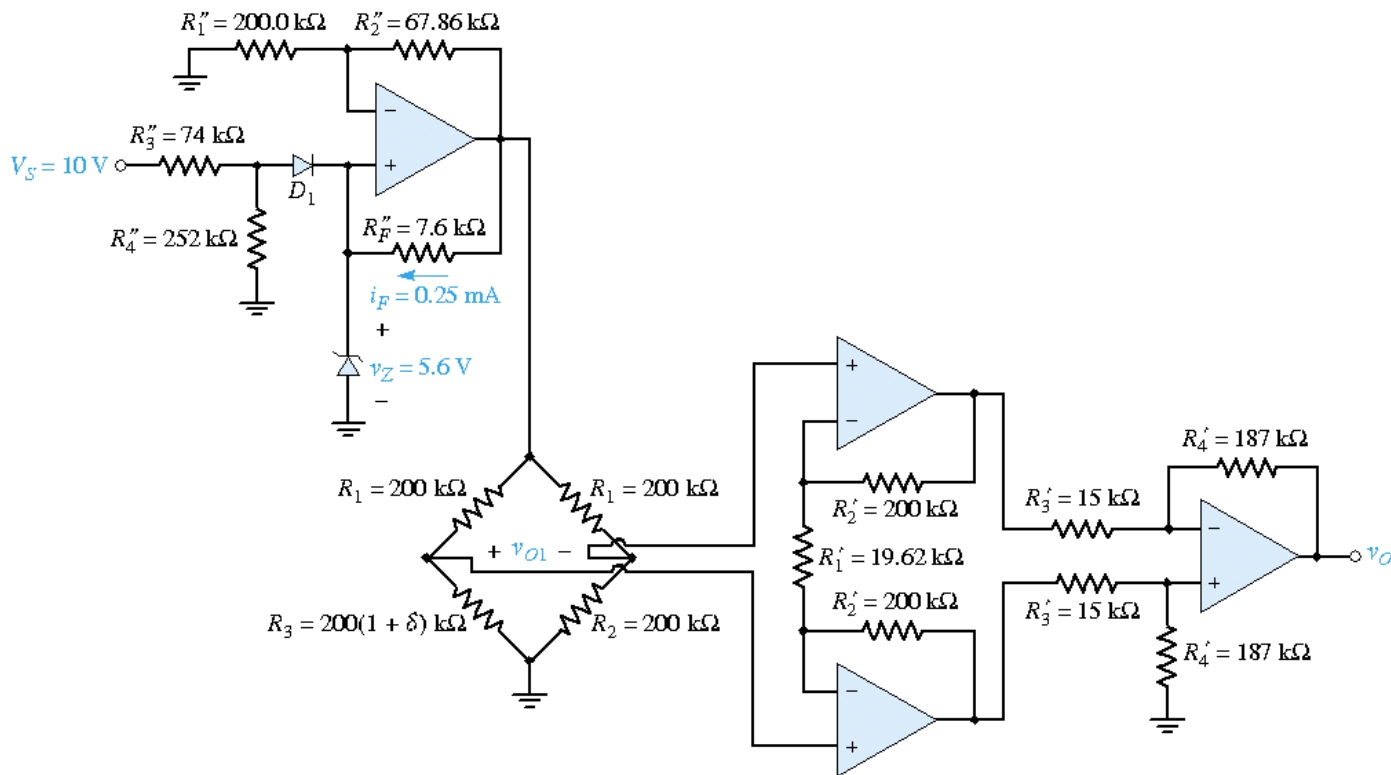 R₁″ = 200.0 kΩ
R₂″ = 67.86 kΩ
−
R₃″ = 74 kΩ
V_S = 10 V
+
D₁
R₄″ = 252 kΩ
R_F″ = 7.6 kΩ
i_F = 0.25 mA
+
v_Z = 5.6 V
−
+
−
R₄′ = 187 kΩ
R₁ = 200 kΩ
R₁ = 200 kΩ
R₂′ = 200 kΩ
R₃′ = 15 kΩ
−
+ v_O1 −
R₁′ = 19.62 kΩ
v_O
+
R₂′ = 200 kΩ
R₃′ = 15 kΩ
R₃ = 200(1 + δ) kΩ
R₂ = 200 kΩ
R₄′ = 187 kΩ
−
+